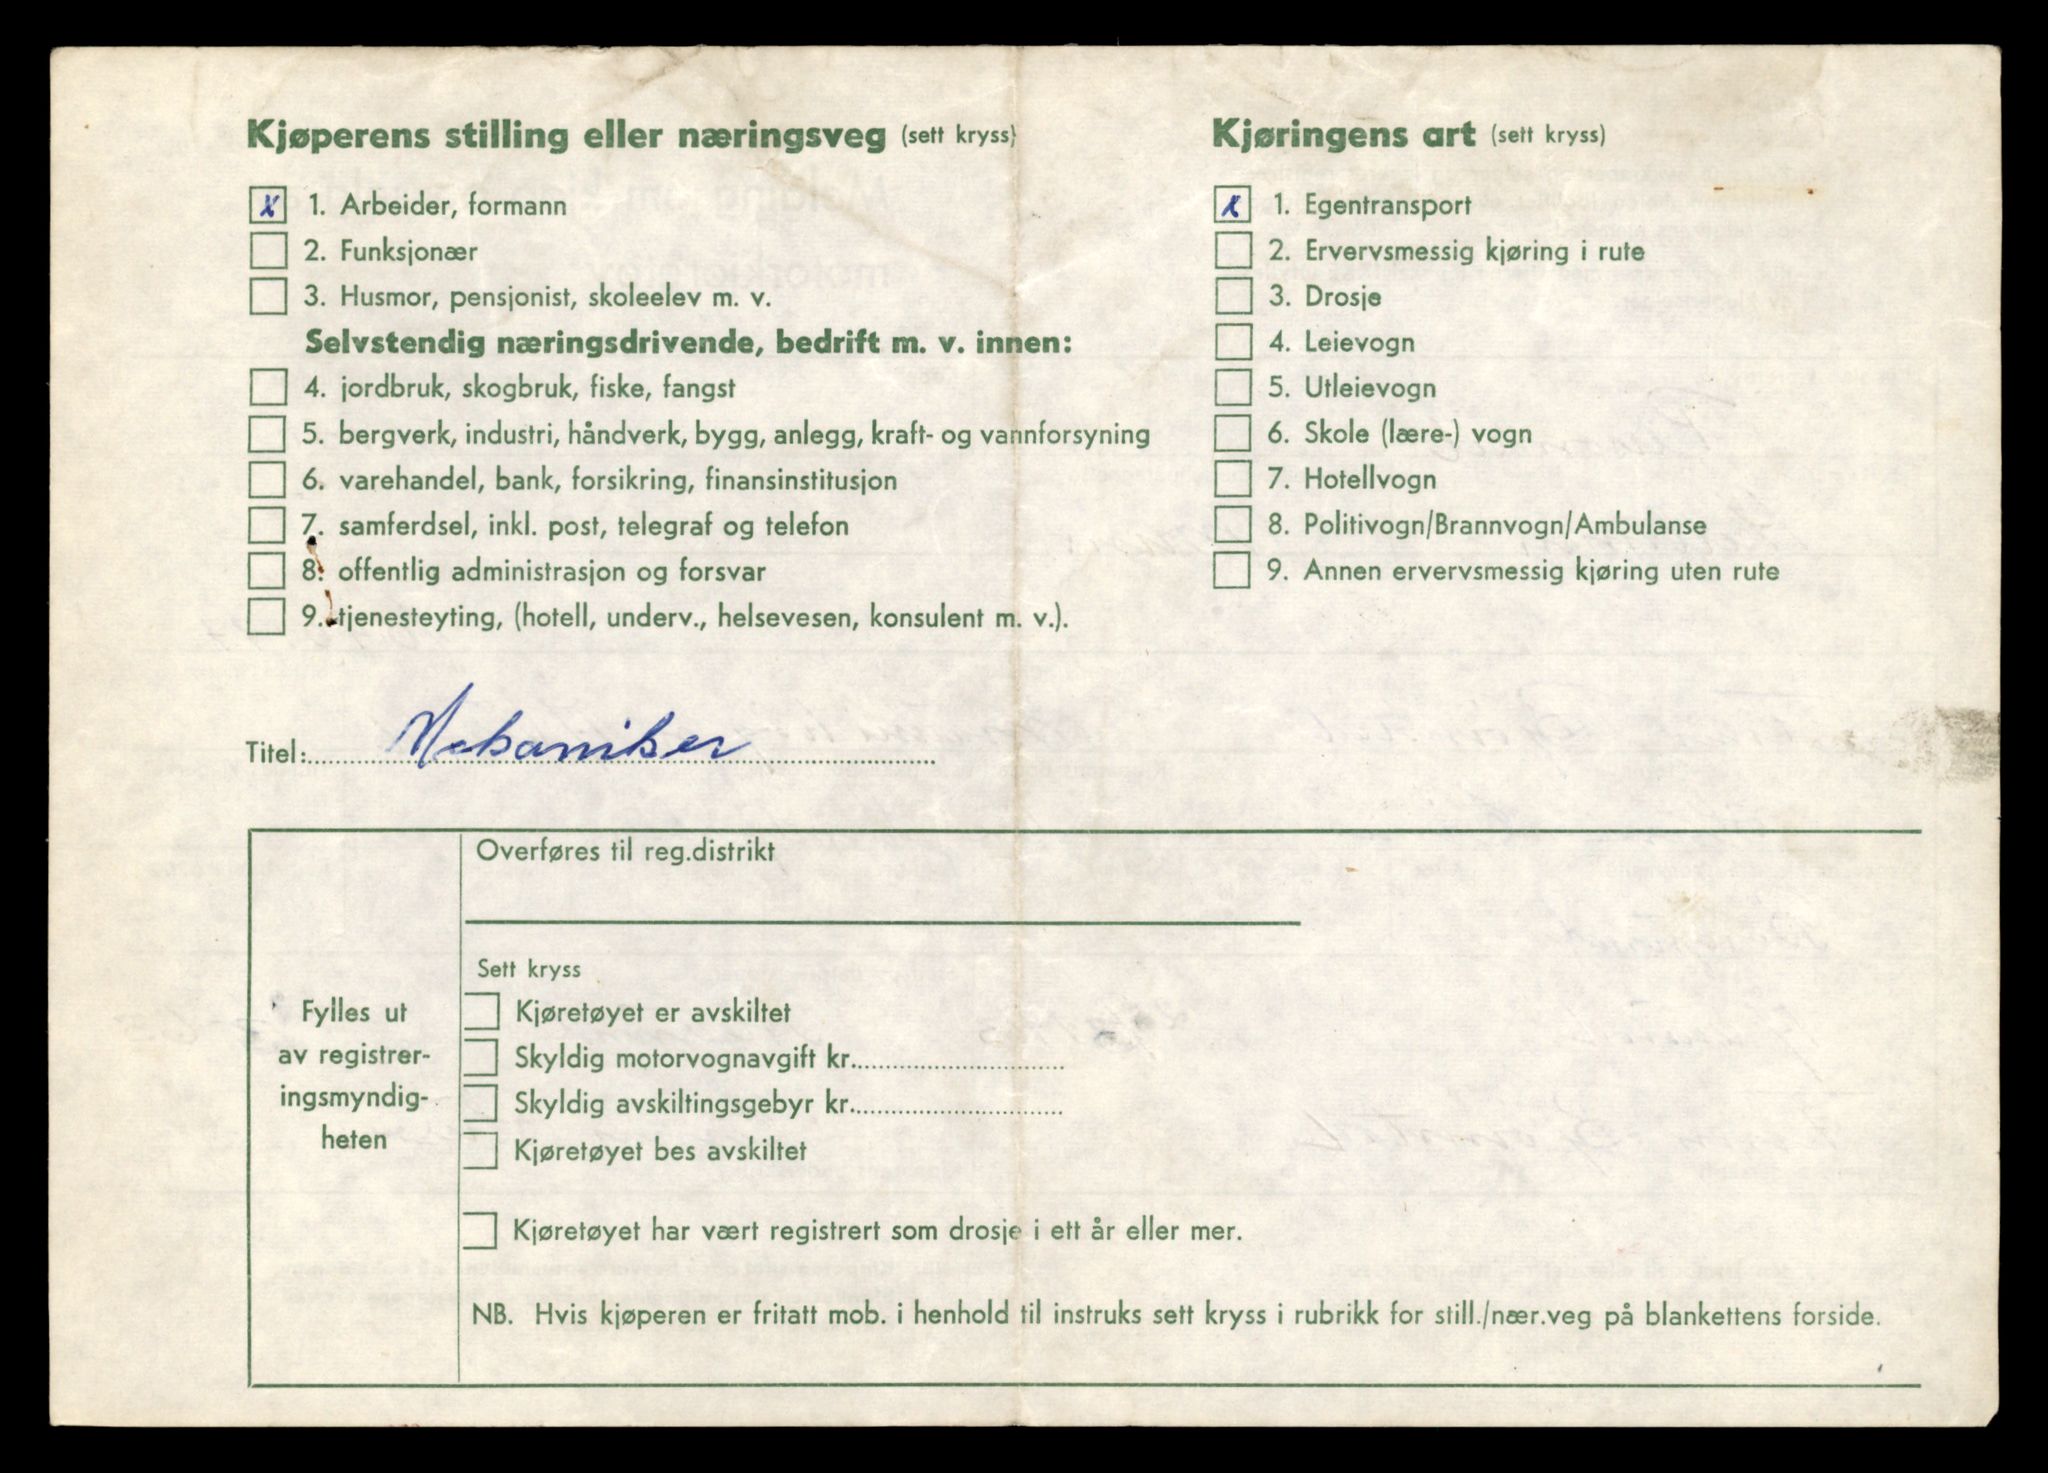 Kjøperens stilling eller næringsveg (sett kryss)
x 1. Arbeider, formann
2. Funksjonær
3. Husmor, pensjonist, skoleelev m. v.
Selvstendig næringsdrivende, bedrift m. v. innen:
4. jordbruk, skogbruk, fiske, fangst
5. bergverk, industri, håndverk, bygg, anlegg, kraft- og vannforsyning
6. varehandel, bank, forsikring, finansinstitusjon
7. samferdsel, inkl. post, telegraf og telefon
8. offentlig administrasjon og forsvar
9. tjenesteyting, (hotell, underv., helsevesen, konsulent m. v.).
Kjøringens art (sett kryss)
x 1. Egentransport
2. Ervervsmessig kjøring i rute
3. Drosje
4. Leievogn
5. Utleievogn
6. Skole (lære-) vogn
7. Hotellvogn
8. Politivogn/Brannvogn/Ambulanse
9. Annen ervervsmessig kjøring uten rute
Titel: Mekaniker
Fylles ut
av registrer-
ingsmyndig-
heten
Overføres til reg.distrikt
Sett kryss
Kjøretøyet er avskiltet
Skyldig motorvognavgift kr.
Skyldig avskiltingsgebyr kr.
Kjøretøyet bes avskiltet
Kjøretøyet har vært registrert som drosje i ett år eller mer.
NB. Hvis kjøperen er fritatt mob. i henhold til instruks sett kryss i rubrikk for still./nær.veg på blankettens forside.